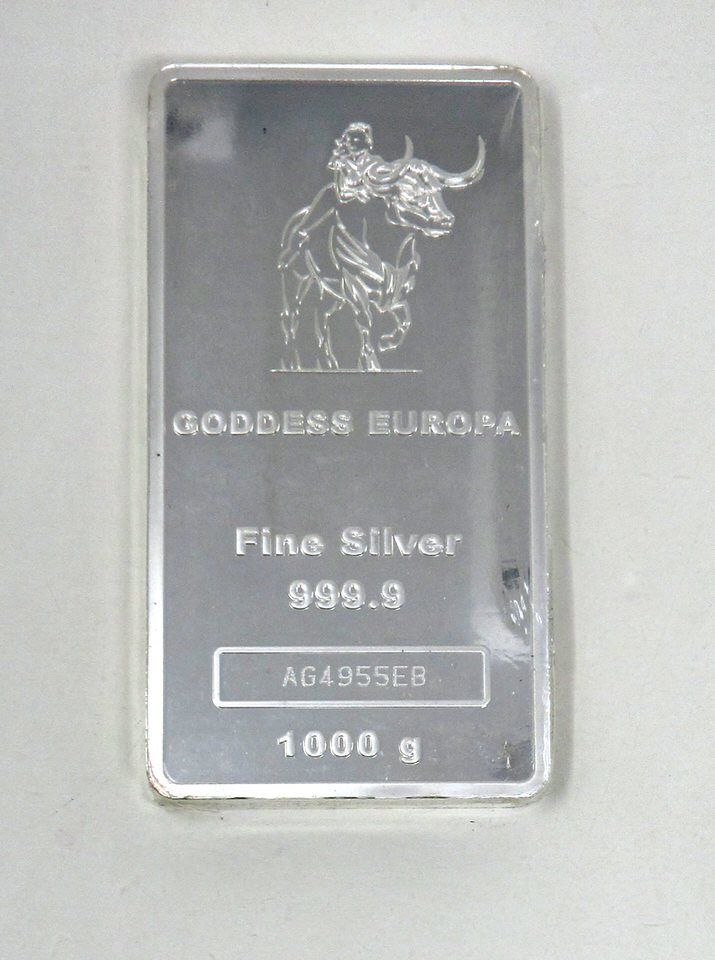 GODDESS EUROPA
Fine Silver
999.9
AG4955EB
1000 g